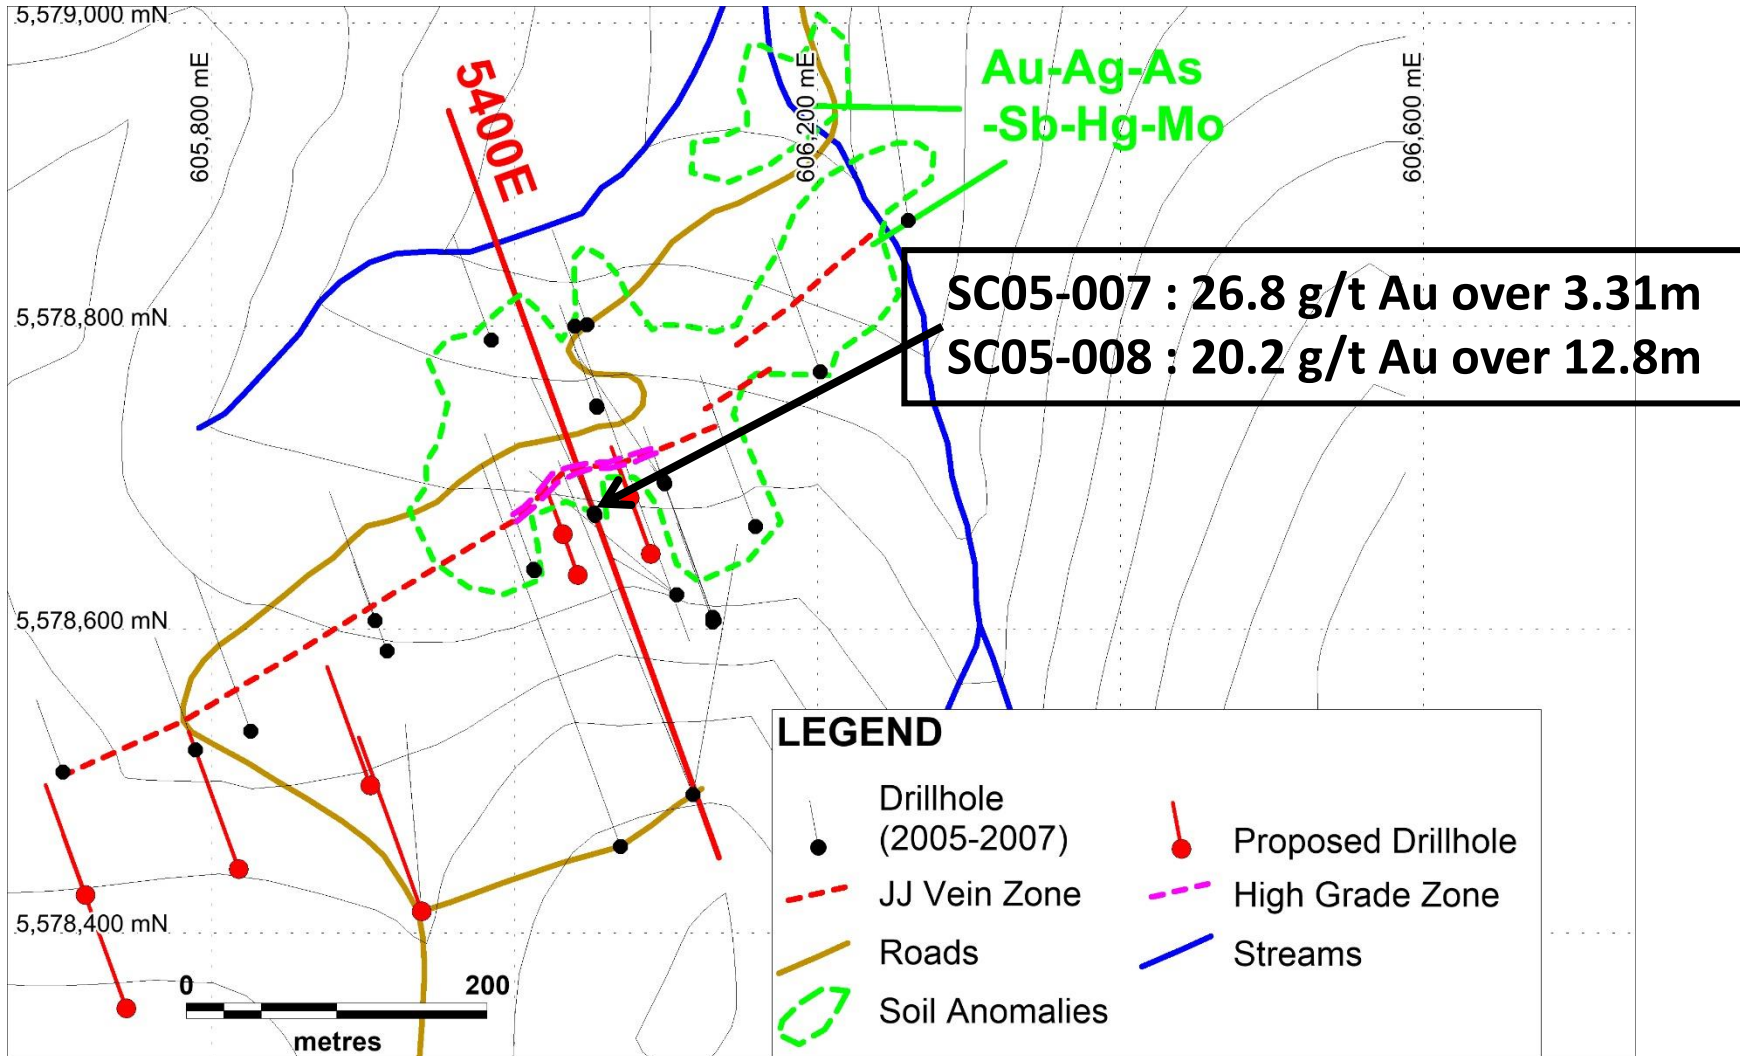 5,579,000 mN
605,800 mE
5400E
606,200 mE
Au-Ag-As
-Sb-Hg-Mo
606,600 mE
SC05-007 : 26.8 g/t Au over 3.31m
SC05-008 : 20.2 g/t Au over 12.8m
5,578,800 mN
5,578,600 mN
5,578,400 mN
0 200
metres
LEGEND
Drillhole
(2005-2007)
Proposed Drillhole
JJ Vein Zone
High Grade Zone
Roads
Streams
Soil Anomalies